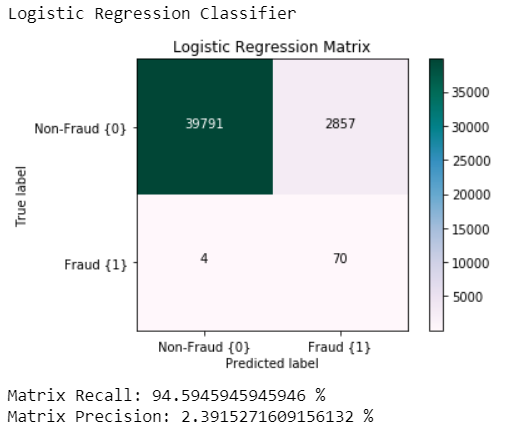 Logistic Regression Classifier
Logistic Regression Matrix
Non-Fraud {0}
39791
2857
Fraud {1}
4
70
True label
Non-Fraud {0}
Fraud {1}
Predicted label
35000
30000
25000
20000
15000
10000
5000
Matrix Recall: 94.5945945945946 %
Matrix Precision: 2.3915271609156132 %